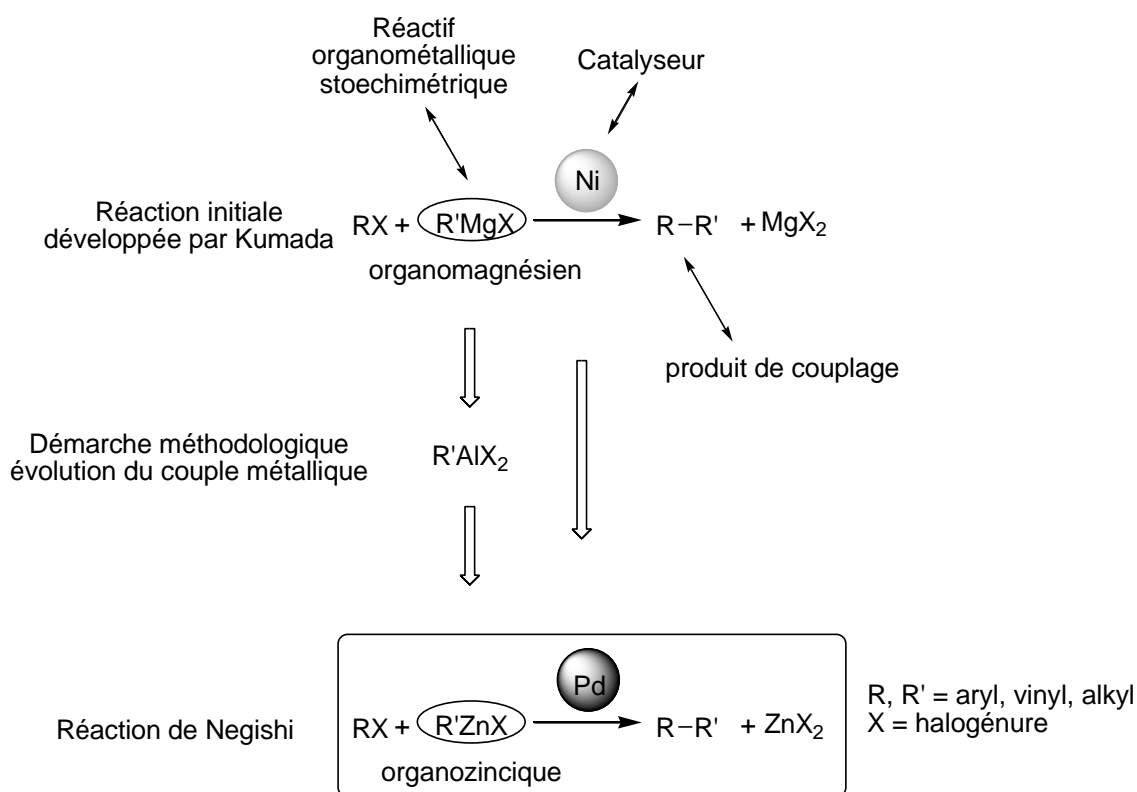 Réactif
organométallique
stoechimétrique
Catalyseur
Ni
Réaction initiale
développée par Kumada
RX + R'MgX R–R' + MgX₂
organomagnésien
produit de couplage
Démarche méthodologique
évolution du couple métallique
R'AlX₂
Pd
Réaction de Negishi
RX + R'ZnX R–R' + ZnX₂
organozincique
R, R' = aryl, vinyl, alkyl
X = halogénure